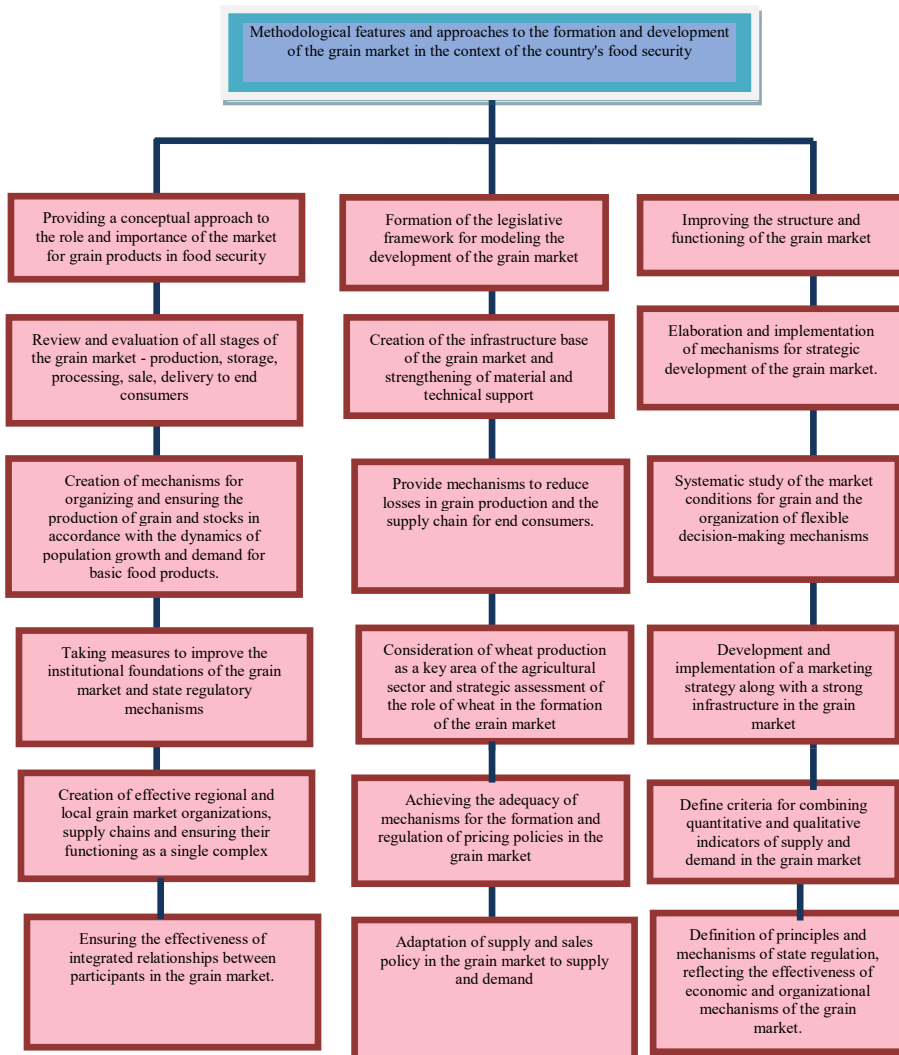 Methodological features and approaches to the formation and development
of the grain market in the context of the country's food security
Providing a conceptual approach to
the role and importance of the market
for grain products in food security
Review and evaluation of all stages of
the grain market - production, storage,
processing, sale, delivery to end
consumers
Creation of mechanisms for
organizing and ensuring the
production of grain and stocks in
accordance with the dynamics of
population growth and demand for
basic food products.
Taking measures to improve the
institutional foundations of the grain
market and state regulatory
mechanisms
Creation of effective regional and
local grain market organizations,
supply chains and ensuring their
functioning as a single complex
Ensuring the effectiveness of
integrated relationships between
participants in the grain market.
Formation of the legislative
framework for modeling the
development of the grain market
Creation of the infrastructure base
of the grain market and
strengthening of material and
technical support
Provide mechanisms to reduce
losses in grain production and the
supply chain for end consumers.
Consideration of wheat production
as a key area of the agricultural
sector and strategic assessment of
the role of wheat in the formation
of the grain market
Achieving the adequacy of
mechanisms for the formation and
regulation of pricing policies in the
grain market
Adaptation of supply and sales
policy in the grain market to supply
and demand
Improving the structure and
functioning of the grain market
Elaboration and implementation
of mechanisms for strategic
development of the grain market.
Systematic study of the market
conditions for grain and the
organization of flexible
decision-making mechanisms
Development and
implementation of a marketing
strategy along with a strong
infrastructure in the grain
market
Define criteria for combining
quantitative and qualitative
indicators of supply and
demand in the grain market
Definition of principles and
mechanisms of state regulation,
reflecting the effectiveness of
economic and organizational
mechanisms of the grain
market.